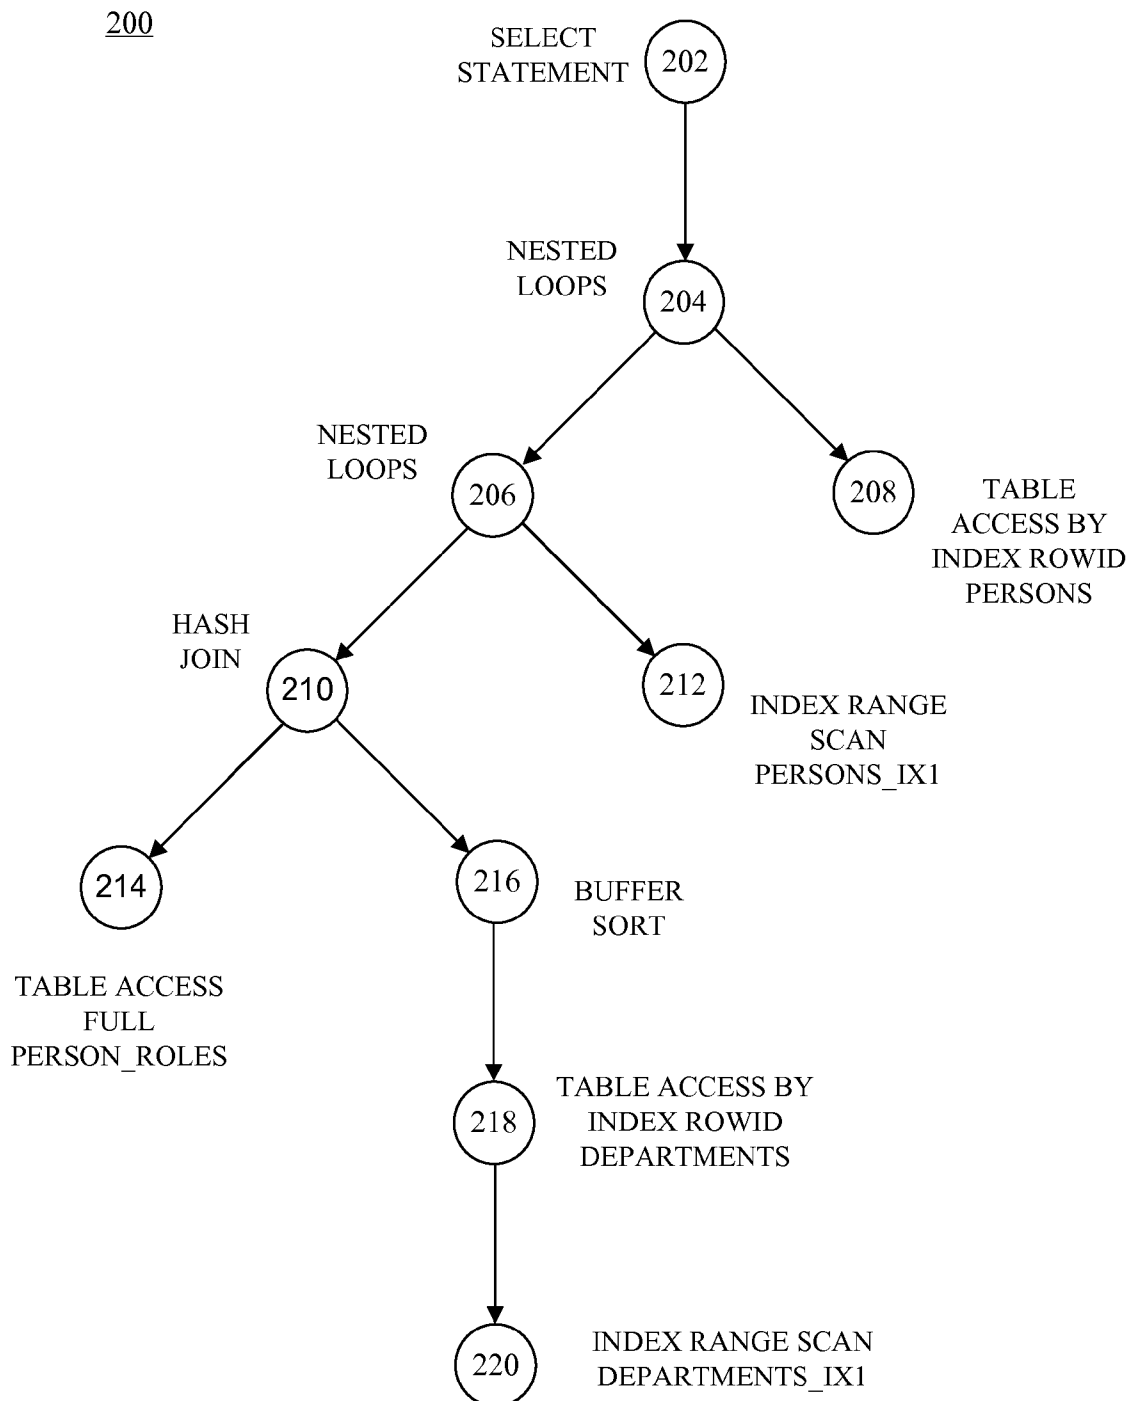 200
SELECT
STATEMENT
202
NESTED
LOOPS
204
NESTED
LOOPS
206
208
TABLE
ACCESS BY
INDEX ROWID
PERSONS
HASH
JOIN
210
212
INDEX RANGE
SCAN
PERSONS_IX1
214
216
BUFFER
SORT
TABLE ACCESS
FULL
PERSON_ROLES
218
TABLE ACCESS BY
INDEX ROWID
DEPARTMENTS
220
INDEX RANGE SCAN
DEPARTMENTS_IX1